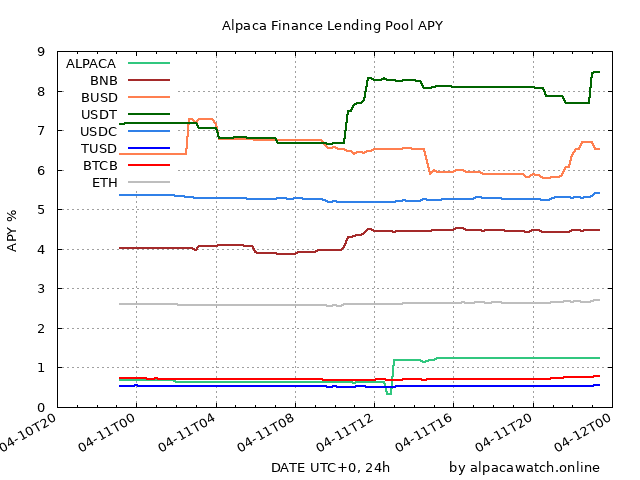 Alpaca Finance Lending Pool APY
ALPACA
BNB
BUSD
USDT
USDC
TUSD
BTCB
ETH
9
8
7
6
5
4
3
2
1
0
APY %
04-10T20
04-11T00
04-11T04
04-11T08
04-11T12
04-11T16
04-11T20
04-12T00
DATE UTC+0, 24h
by alpacawatch.online